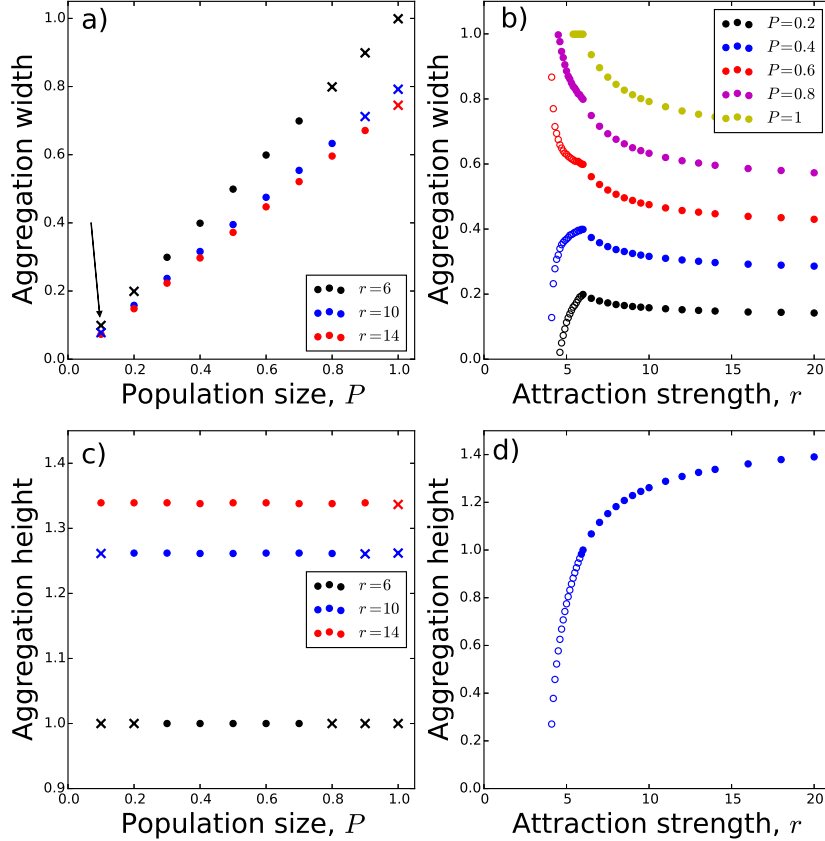 a)
Aggregation width
1.0
0.8
0.6
0.4
0.2
0.0
0.0 0.2 0.4 0.6 0.8 1.0
Population size, P
r=6
r=10
r=14
b)
Aggregation width
1.0
0.8
0.6
0.4
0.2
0.0
0 5 10 15 20
Attraction strength, r
P=0.2
P=0.4
P=0.6
P=0.8
P=1
c)
Aggregation height
1.4
1.3
1.2
1.1
1.0
0.9
0.0 0.2 0.4 0.6 0.8 1.0
Population size, P
r=6
r=10
r=14
d)
Aggregation height
1.4
1.2
1.0
0.8
0.6
0.4
0.2
0.0
0 5 10 15 20
Attraction strength, r